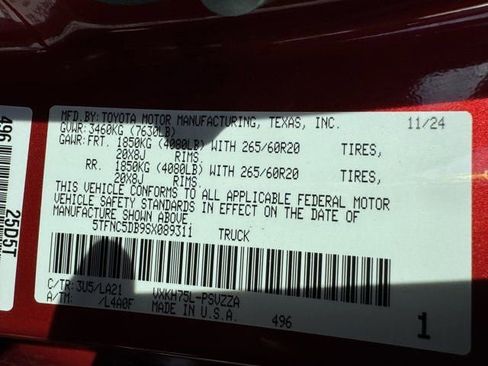 MFD.BY:TOYOTA MOTOR MANUFACTURING, TEXAS, INC. 11/24
GVWR:3460KG (7630LB)
GAWR:FRT. 1850KG (4080LB) WITH 265/60R20 TIRES,
20X8J RIMS.
RR. 1850KG (4080LB) WITH 265/60R20 TIRES,
20X8J RIMS.
THIS VEHICLE CONFORMS TO ALL APPLICABLE FEDERAL MOTOR
VEHICLE SAFETY STANDARDS IN EFFECT ON THE DATE OF
MANUFACTURE SHOWN ABOVE
5TFNC5DB9SX089311 TRUCK
C/TR:3U5/LA21 VXKH75L-PSVZZA
A/TM: /L4A0F MADE IN U.S.A. 496 1
496 25D5T